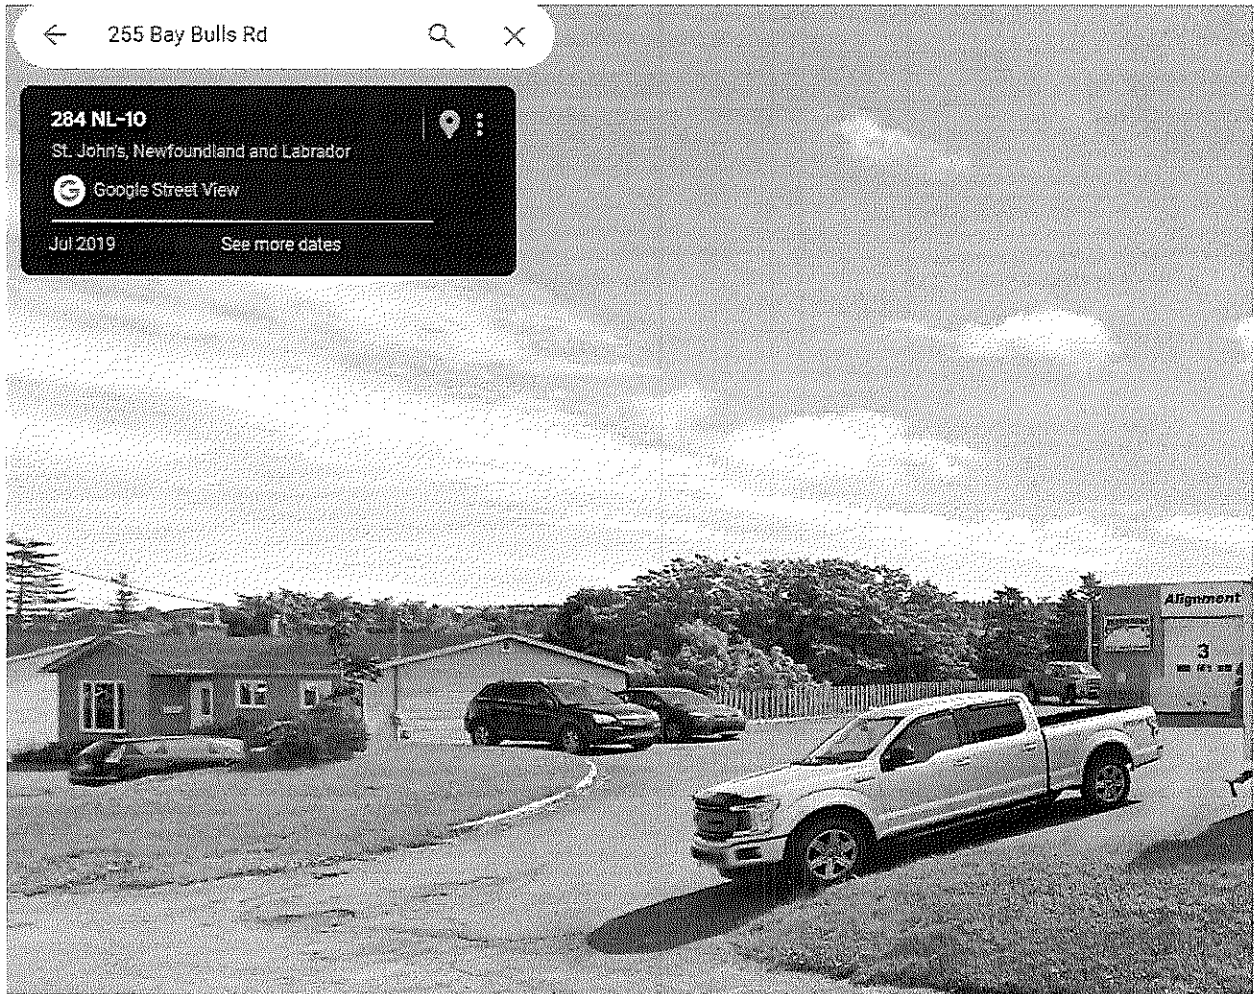 255 Bay Bulls Rd
284 NL-10
St. John's, Newfoundland and Labrador
Google Street View
Jul 2019
See more dates
Alignment
3